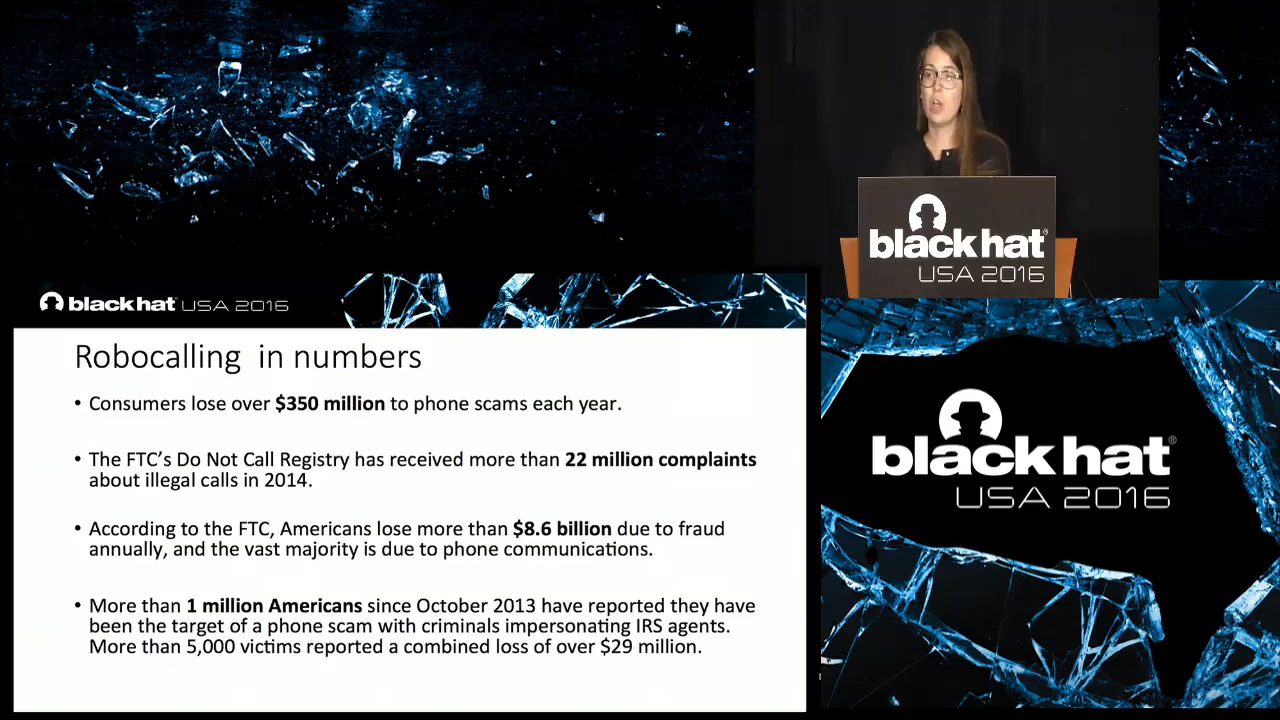 black hat®
USA 2016
black hat USA 2016
Robocalling in numbers
• Consumers lose over $350 million to phone scams each year.
• The FTC's Do Not Call Registry has received more than 22 million complaints
about illegal calls in 2014.
• According to the FTC, Americans lose more than $8.6 billion due to fraud
annually, and the vast majority is due to phone communications.
• More than 1 million Americans since October 2013 have reported they have
been the target of a phone scam with criminals impersonating IRS agents.
More than 5,000 victims reported a combined loss of over $29 million.
black hat®
USA 2016